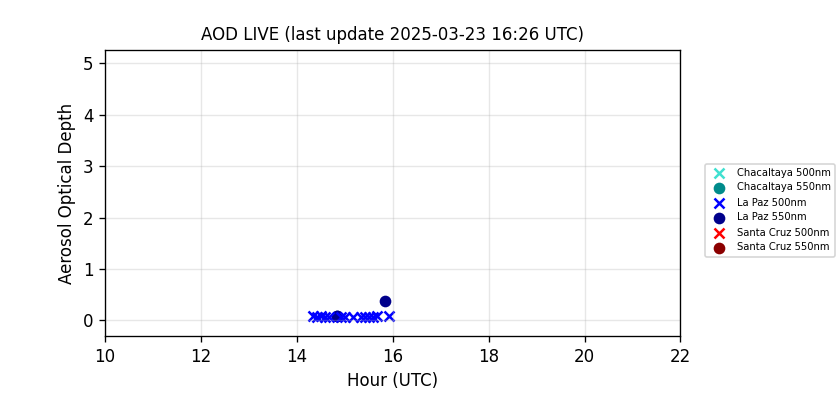 AOD LIVE (last update 2025-03-23 16:26 UTC)
Aerosol Optical Depth
5
4
3
2
1
0
10 12 14 16 18 20 22
Hour (UTC)
Chacaltaya 500nm
Chacaltaya 550nm
La Paz 500nm
La Paz 550nm
Santa Cruz 500nm
Santa Cruz 550nm